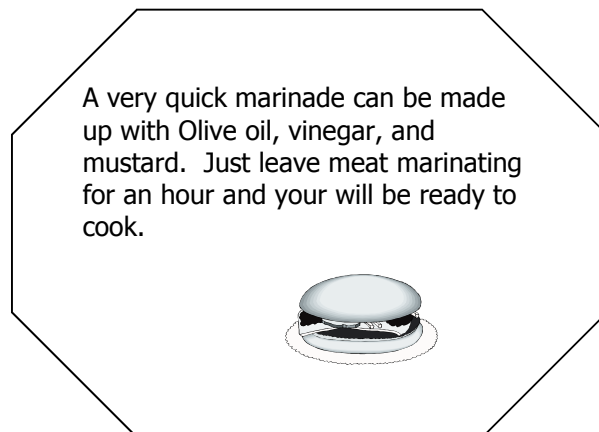 A very quick marinade can be made
up with Olive oil, vinegar, and
mustard.  Just leave meat marinating
for an hour and your will be ready to
cook.